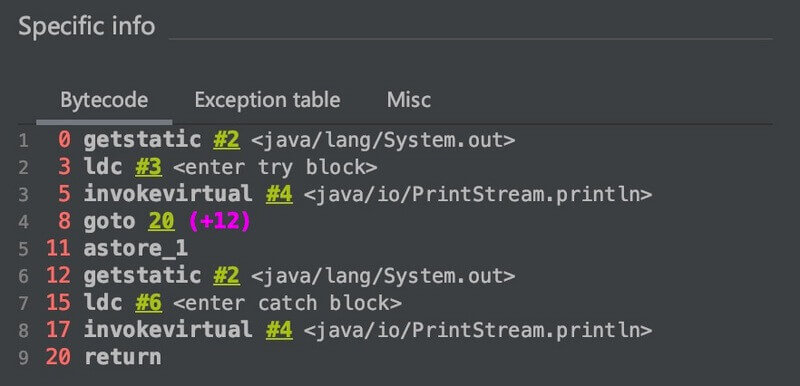 Specific info
Bytecode Exception table Misc
1 0 getstatic #2 <java/lang/System.out>
2 3 ldc #3 <enter try block>
3 5 invokevirtual #4 <java/io/PrintStream.println>
4 8 goto 20 (+12)
5 11 astore_1
6 12 getstatic #2 <java/lang/System.out>
7 15 ldc #6 <enter catch block>
8 17 invokevirtual #4 <java/io/PrintStream.println>
9 20 return